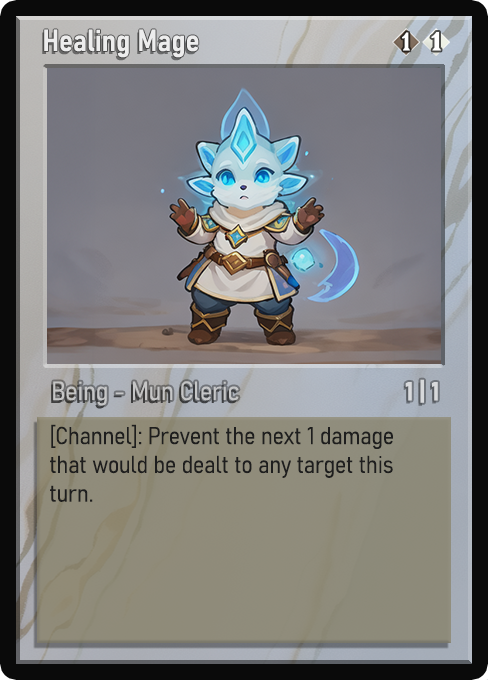 Healing Mage
1 1
Being - Mun Cleric
1|1
[Channel]: Prevent the next 1 damage
that would be dealt to any target this
turn.